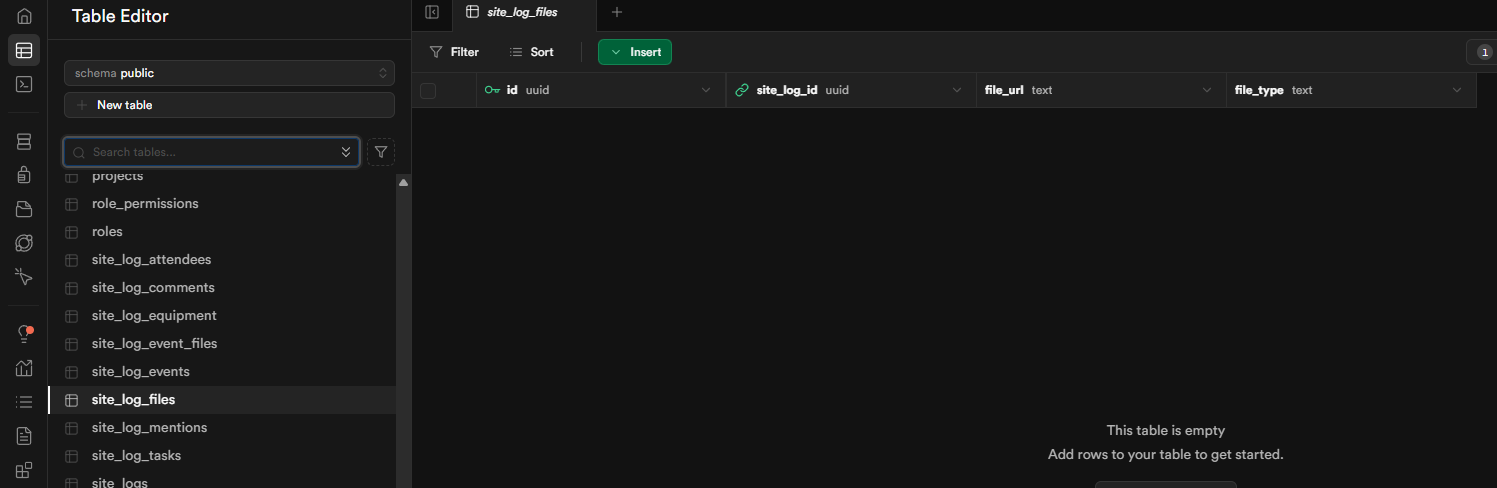 Table Editor
schema public
New table
Search tables...
projects
role_permissions
roles
site_log_attendees
site_log_comments
site_log_equipment
site_log_event_files
site_log_events
site_log_files
site_log_mentions
site_log_tasks
site_logs
site_log_files
Filter Sort Insert 1
id uuid site_log_id uuid file_url text file_type text
This table is empty
Add rows to your table to get started.